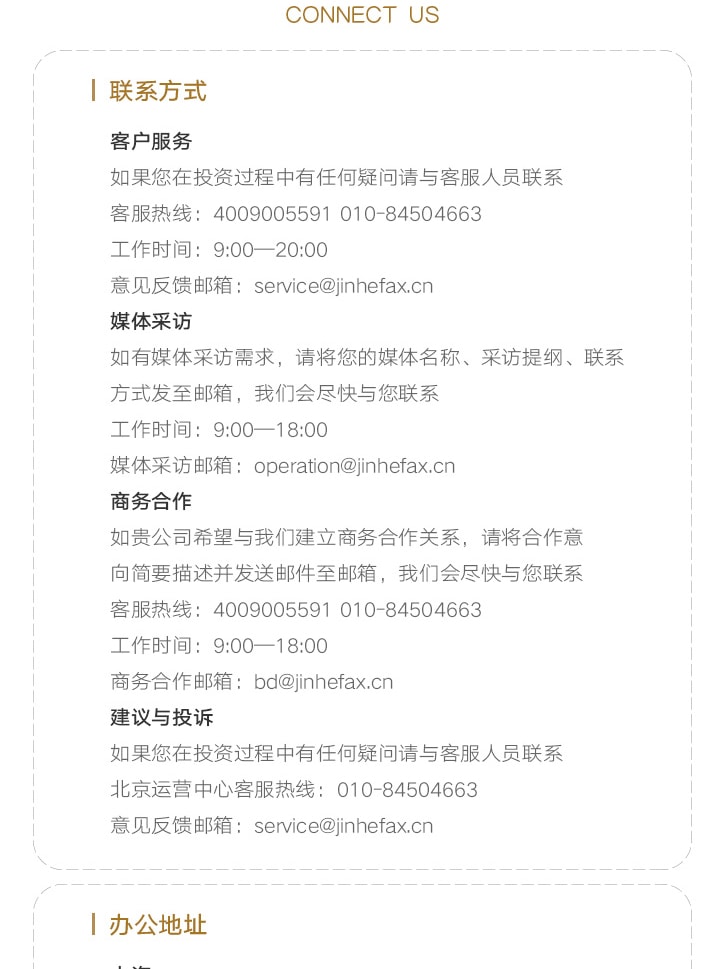 CONNECT US
联系方式
客户服务
如果您在投资过程中有任何疑问请与客服人员联系
客服热线：4009005591 010-84504663
工作时间：9:00—20:00
意见反馈邮箱：service@jinhefax.cn
媒体采访
如有媒体采访需求，请将您的媒体名称、采访提纲、联系
方式发至邮箱，我们会尽快与您联系
工作时间：9:00—18:00
媒体采访邮箱：operation@jinhefax.cn
商务合作
如贵公司希望与我们建立商务合作关系，请将合作意
向简要描述并发送邮件至邮箱，我们会尽快与您联系
客服热线：4009005591 010-84504663
工作时间：9:00—18:00
商务合作邮箱：bd@jinhefax.cn
建议与投诉
如果您在投资过程中有任何疑问请与客服人员联系
北京运营中心客服热线：010-84504663
意见反馈邮箱：service@jinhefax.cn
办公地址